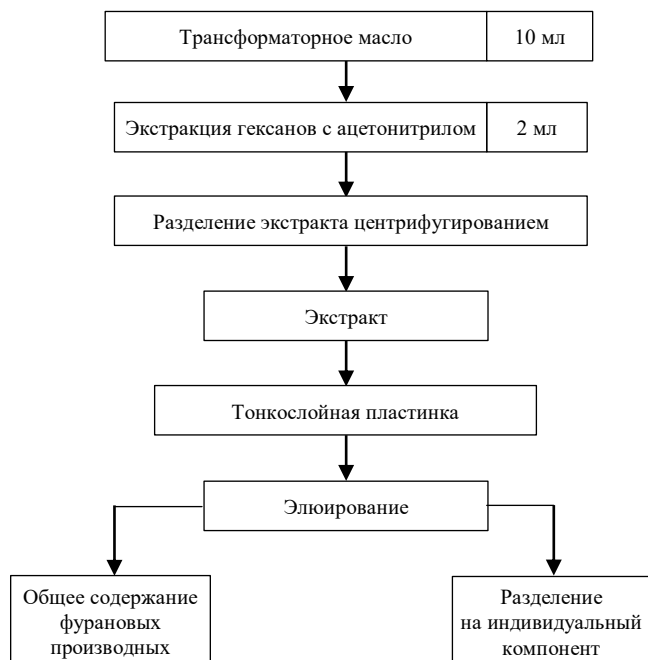 Трансформаторное масло 10 мл
Экстракция гексанов с ацетонитрилом 2 мл
Разделение экстракта центрифугированием
Экстракт
Тонкослойная пластинка
Элюирование
Общее содержание
фурановых
производных
Разделение
на индивидуальный
компонент